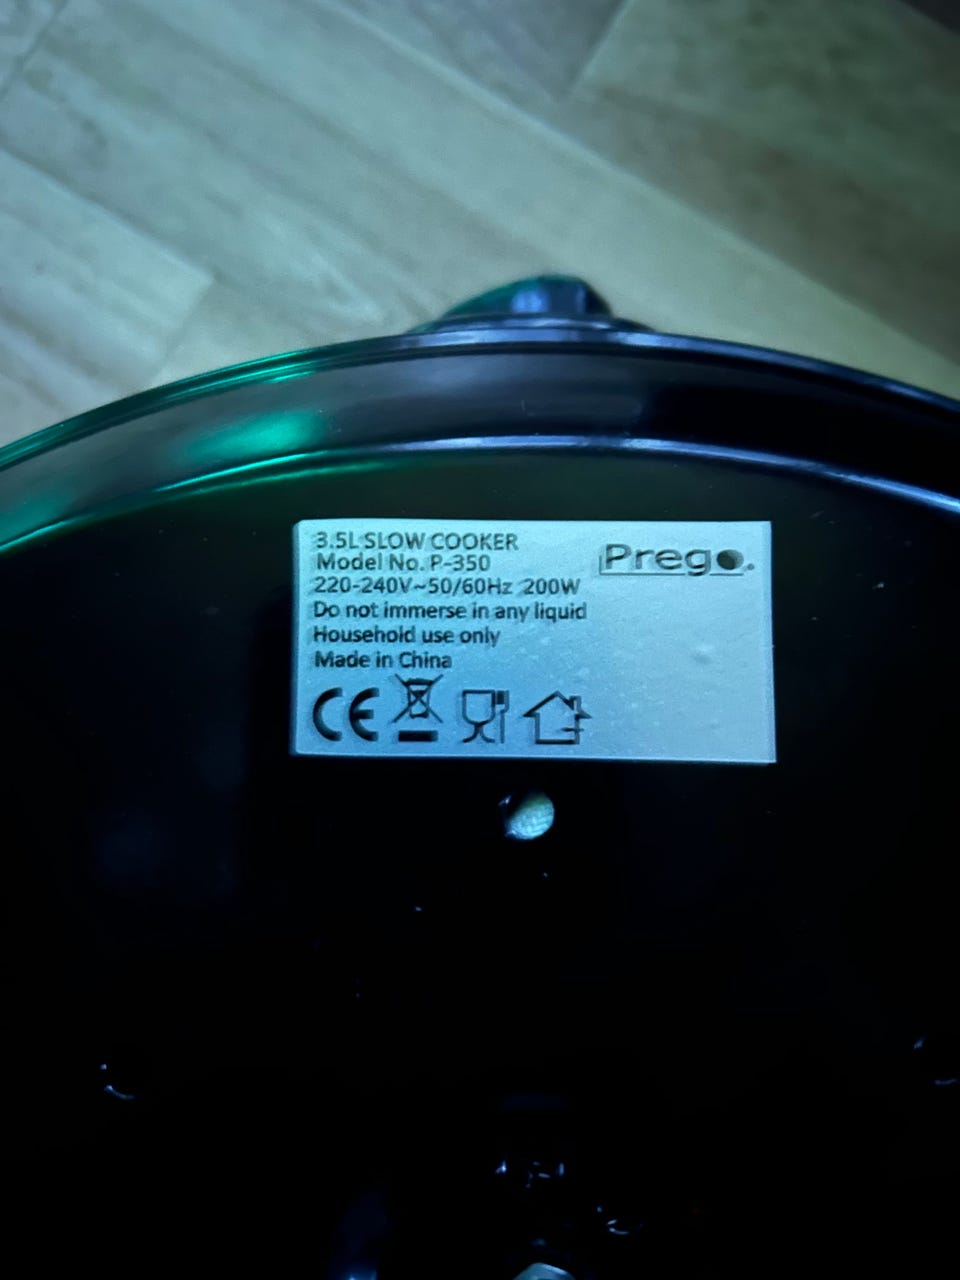 3.5L SLOW COOKER
Model No. P-350
Prego.
220-240V~50/60Hz 200W
Do not immerse in any liquid
Household use only
Made in China
CE